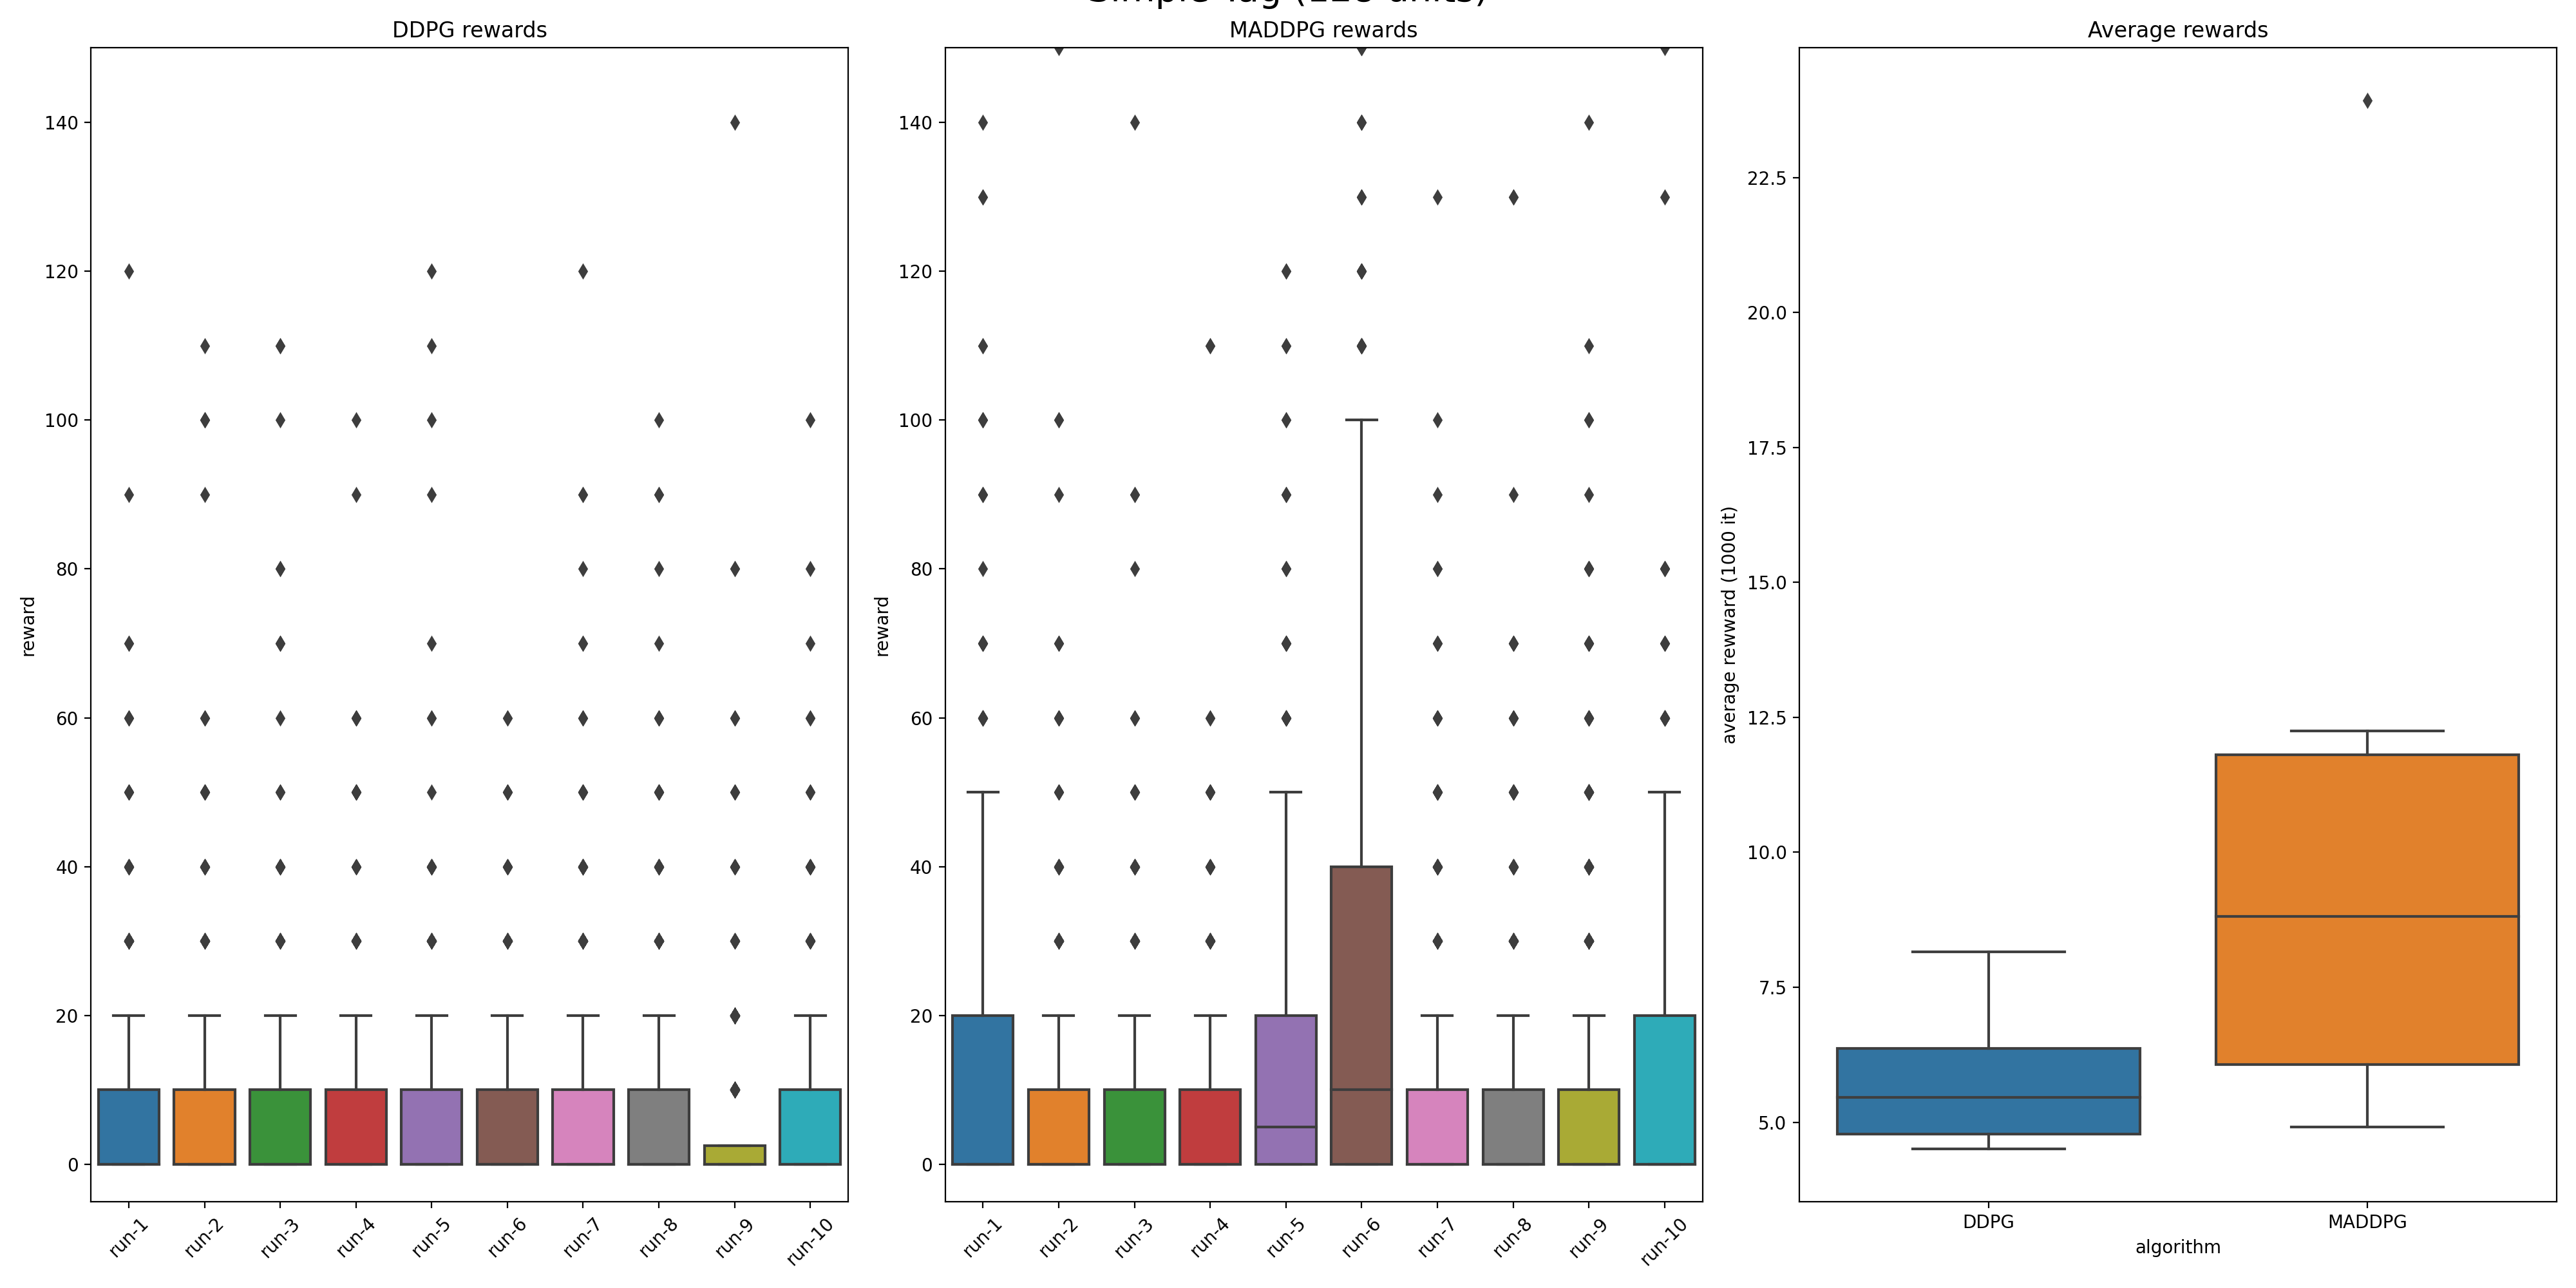 DDPG rewards
MADDPG rewards
Average rewards
reward
140
120
100
80
60
40
20
0
run-1
run-2
run-3
run-4
run-5
run-6
run-7
run-8
run-9
run-10
reward
140
120
100
80
60
40
20
0
run-1
run-2
run-3
run-4
run-5
run-6
run-7
run-8
run-9
run-10
average rewward (1000 it)
22.5
20.0
17.5
15.0
12.5
10.0
7.5
5.0
DDPG
MADDPG
algorithm